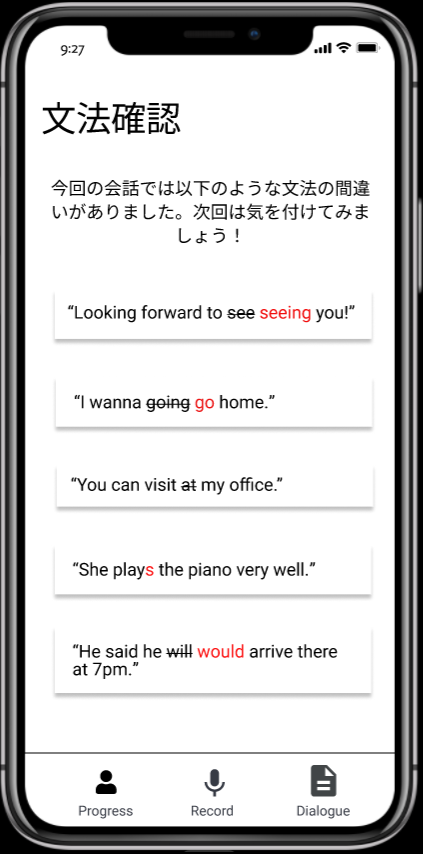 9:27
文法確認
今回の会話では以下のような文法の間違
いがありました。次回は気を付けてみま
しょう！
“Looking forward to see seeing you!”
“I wanna going go home.”
“You can visit at my office.”
“She plays the piano very well.”
“He said he will would arrive there
at 7pm.”
Progress
Record
Dialogue